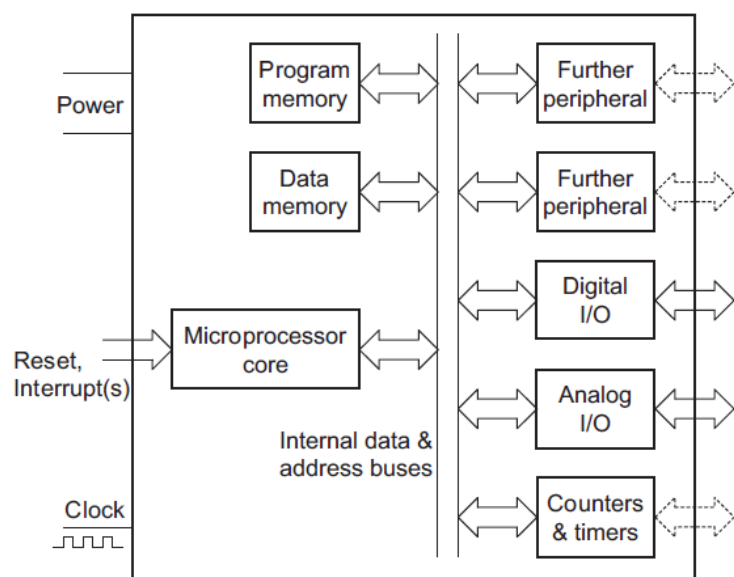 Power
Program
memory
Data
memory
Reset,
Interrupt(s)
Microprocessor
core
Clock
Internal data &
address buses
Further
peripheral
Further
peripheral
Digital
I/O
Analog
I/O
Counters
& timers